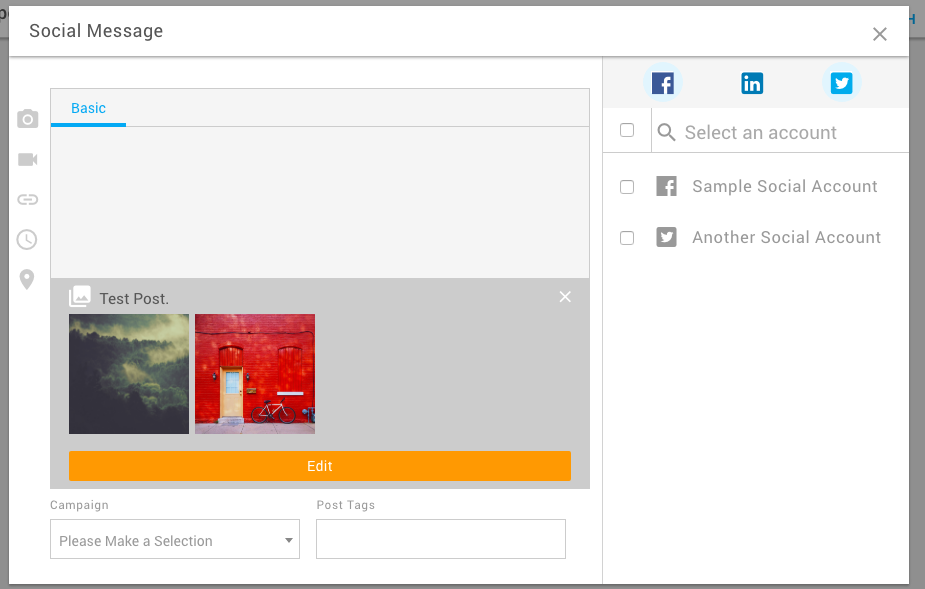 Social Message
Basic
Test Post.
Edit
Campaign
Please Make a Selection
Post Tags
Select an account
Sample Social Account
Another Social Account